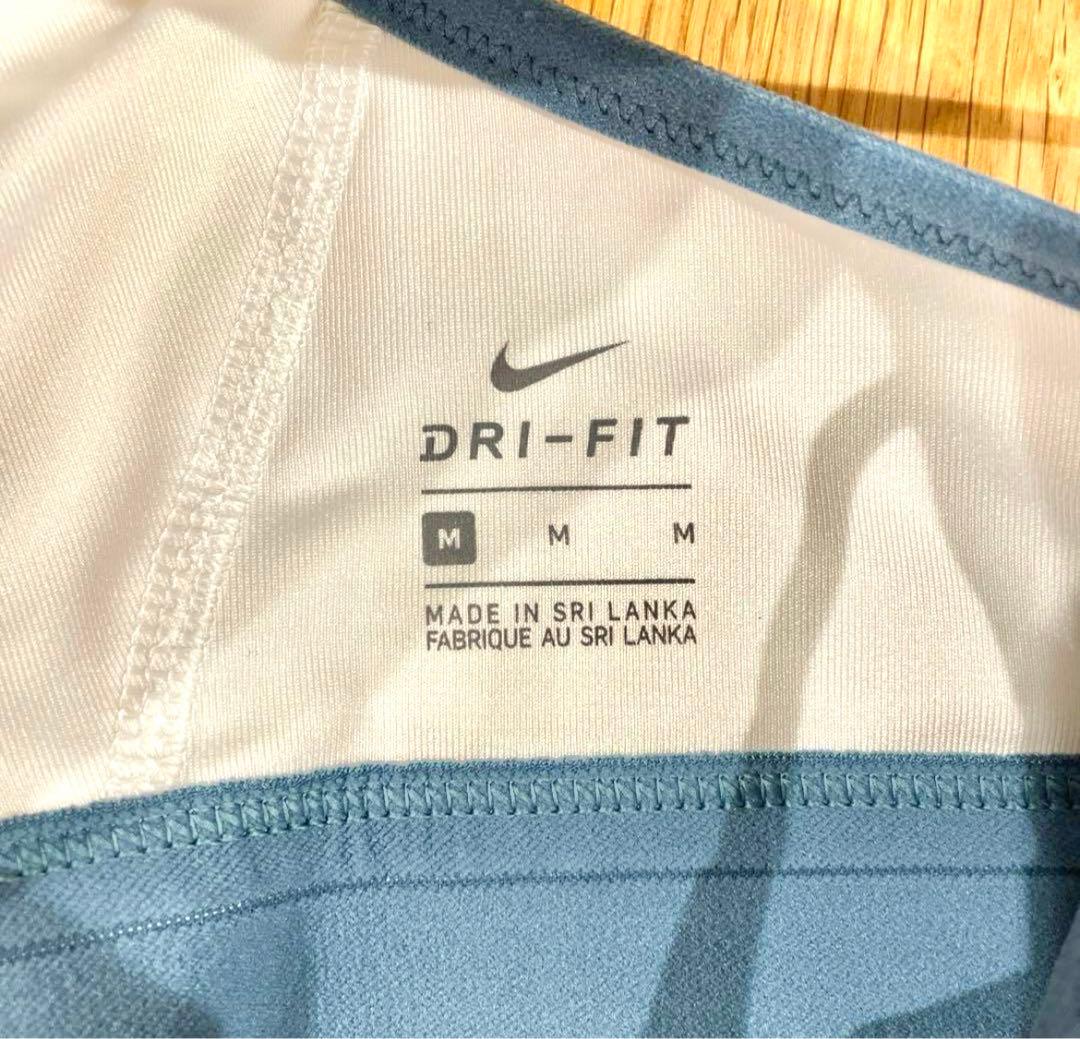 DRI-FIT
M M M
MADE IN SRI LANKA
FABRIQUE AU SRI LANKA